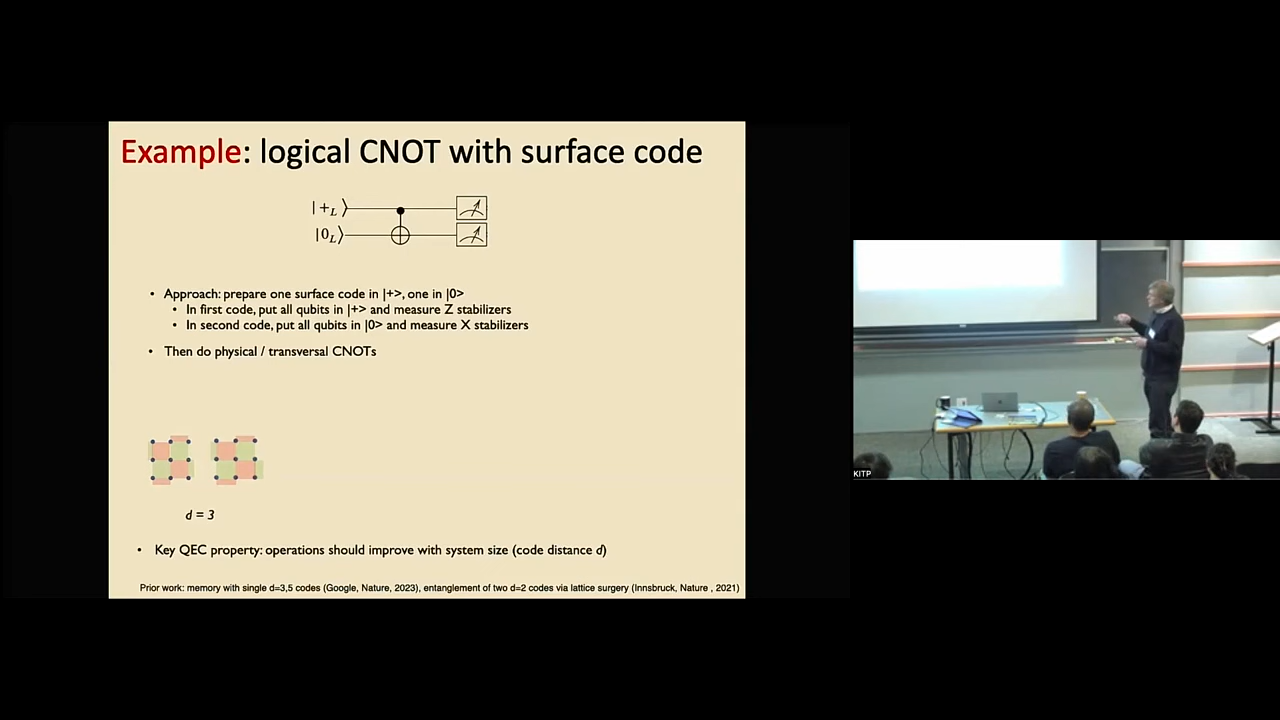 Example: logical CNOT with surface code
|+L⟩
|0L⟩
• Approach: prepare one surface code in |+>, one in |0>
• In first code, put all qubits in |+> and measure Z stabilizers
• In second code, put all qubits in |0> and measure X stabilizers
• Then do physical / transversal CNOTs
d = 3
• Key QEC property: operations should improve with system size (code distance d)
Prior work: memory with single d=3,5 codes (Google, Nature, 2023), entanglement of two d=2 codes via lattice surgery (Innsbruck, Nature , 2021)
KITP